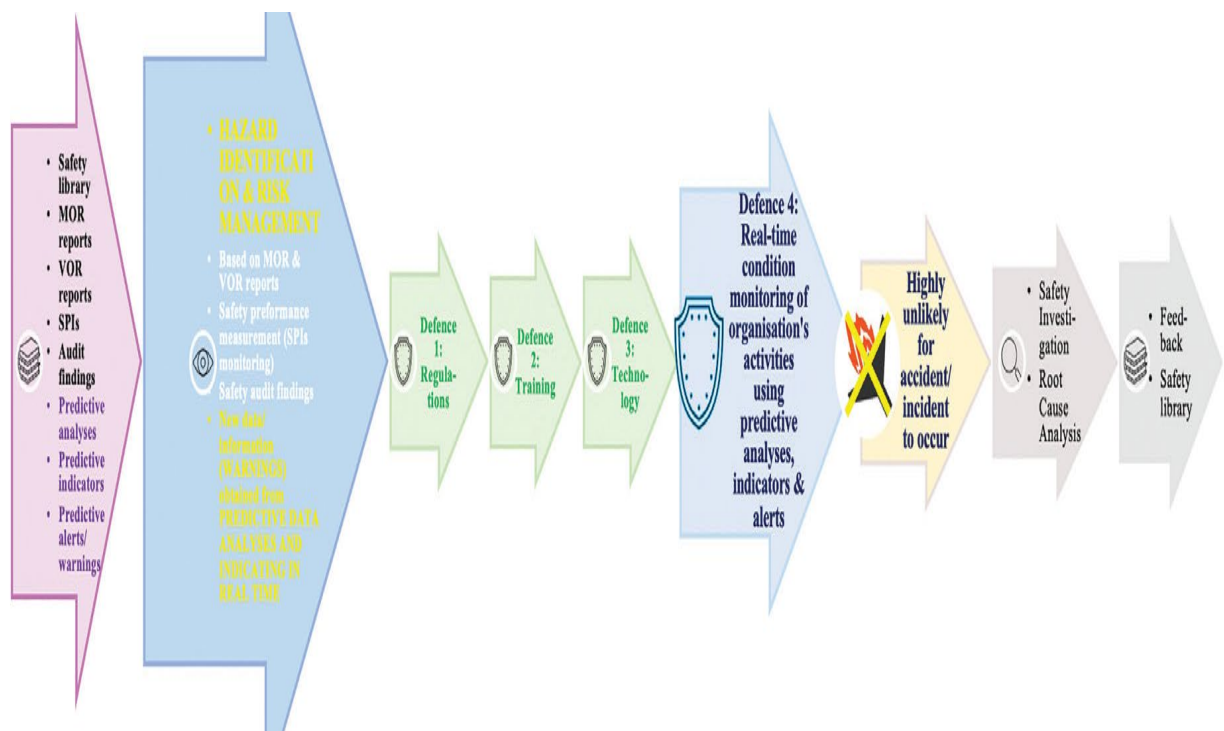 • Safety
library
• MOR
reports
• VOR
reports
• SPIs
• Audit
findings
• Predictive
analyses
• Predictive
indicators
• Predictive
alerts/
warnings
• HAZARD
IDENTIFICATI
ON & RISK
MANAGEMENT
• Based on MOR &
VOR reports
• Safety preformance
measurement (SPIs
monitoring)
• Safety audit findings
• New data/
information
(WARNINGS)
obtained from
PREDICTIVE DATA
ANALYSES AND
INDICATING IN
REAL TIME
Defence
1:
Regula-
tions
Defence
2:
Training
Defence
3:
Techno-
logy
Defence 4:
Real-time
condition
monitoring of
organisation's
activities
using
predictive
analyses,
indicators &
alerts
Highly
unlikely
for
accident/
incident
to occur
• Safety
Investi-
gation
• Root
Cause
Analysis
• Feed-
back
• Safety
library